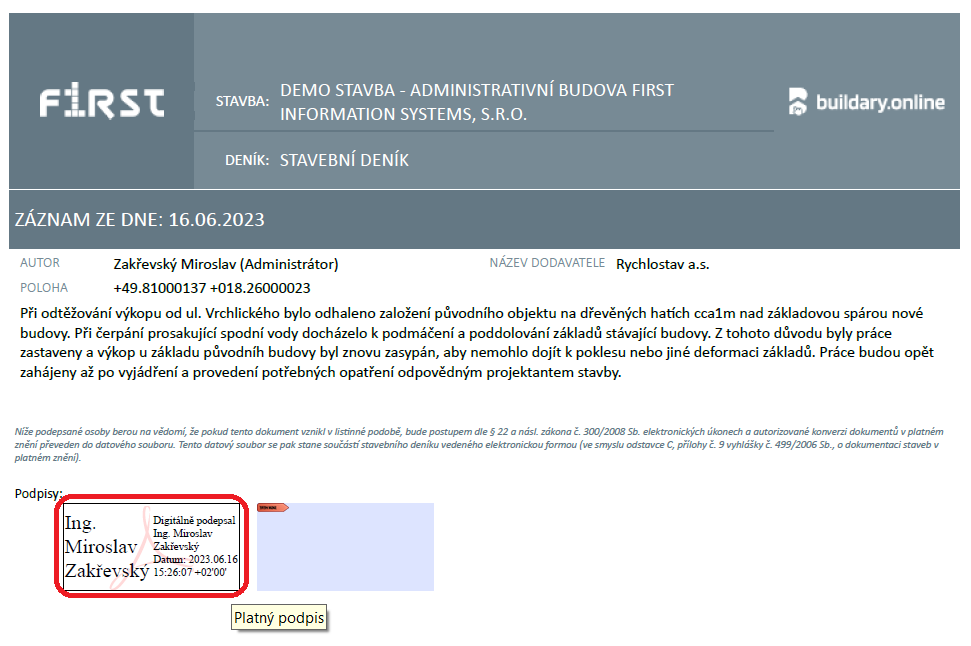 FiRST
STAVBA: DEMO STAVBA - ADMINISTRATIVNÍ BUDOVA FIRST
INFORMATION SYSTEMS, S.R.O.
buildary.online
DENÍK: STAVEBNÍ DENÍK
ZÁZNAM ZE DNE: 16.06.2023
AUTOR Zakřevský Miroslav (Administrátor) NÁZEV DODAVATELE Rychlostav a.s.
POLOHA +49.81000137 +018.26000023
Při odtěžování výkopu od ul. Vrchlického bylo odhaleno založení původního objektu na dřevěných hatích cca1m nad základovou spárou nové
budovy. Při čerpání prosakující spodní vody docházelo k podmáčení a poddolování základů stávající budovy. Z tohoto důvodu byly práce
zastaveny a výkop u základu původních budovy byl znovu zasypán, aby nemohlo dojít k poklesu nebo jiné deformaci základů. Práce budou opět
zahájeny až po vyjádření a provedení potřebných opatření odpovědným projektantem stavby.
Níže podepsané osoby berou na vědomí, že pokud tento dokument vznikl v listinné podobě, bude postupem dle § 22 a násl. zákona č. 300/2008 Sb. elektronických úkonech a autorizované konverzi dokumentů v platném
znění převeden do datového souboru. Tento datový soubor se pak stane součástí stavebního deníku vedeného elektronickou formou (ve smyslu odstavce C, přílohy č. 9 vyhlášky č. 499/2006 Sb., o dokumentaci staveb v
platném znění).
Podpisy:
Ing.
Miroslav
Zakřevský
Digitálně podepsal
Ing. Miroslav
Zakřevský
Datum: 2023.06.16
15:26:07 +02'00'
Platný podpis